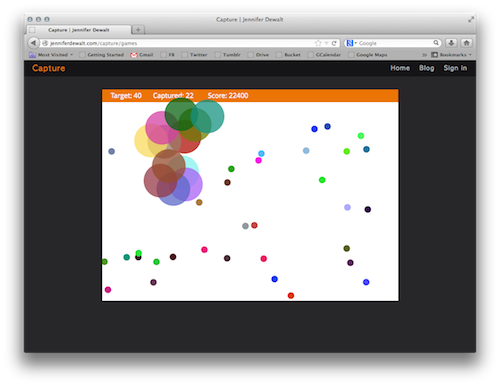 Capture | Jennifer Dewalt
Capture | Jennifer Dewalt
jenniferdewalt.com/capture/games
Google
Most Visited
Getting Started
Gmail
FB
Twitter
Tumblr
Drive
Bucket
GCalendar
Google Maps
Bookmarks
Capture
Home
Blog
Sign In
Target: 40 Captured: 22 Score: 22400